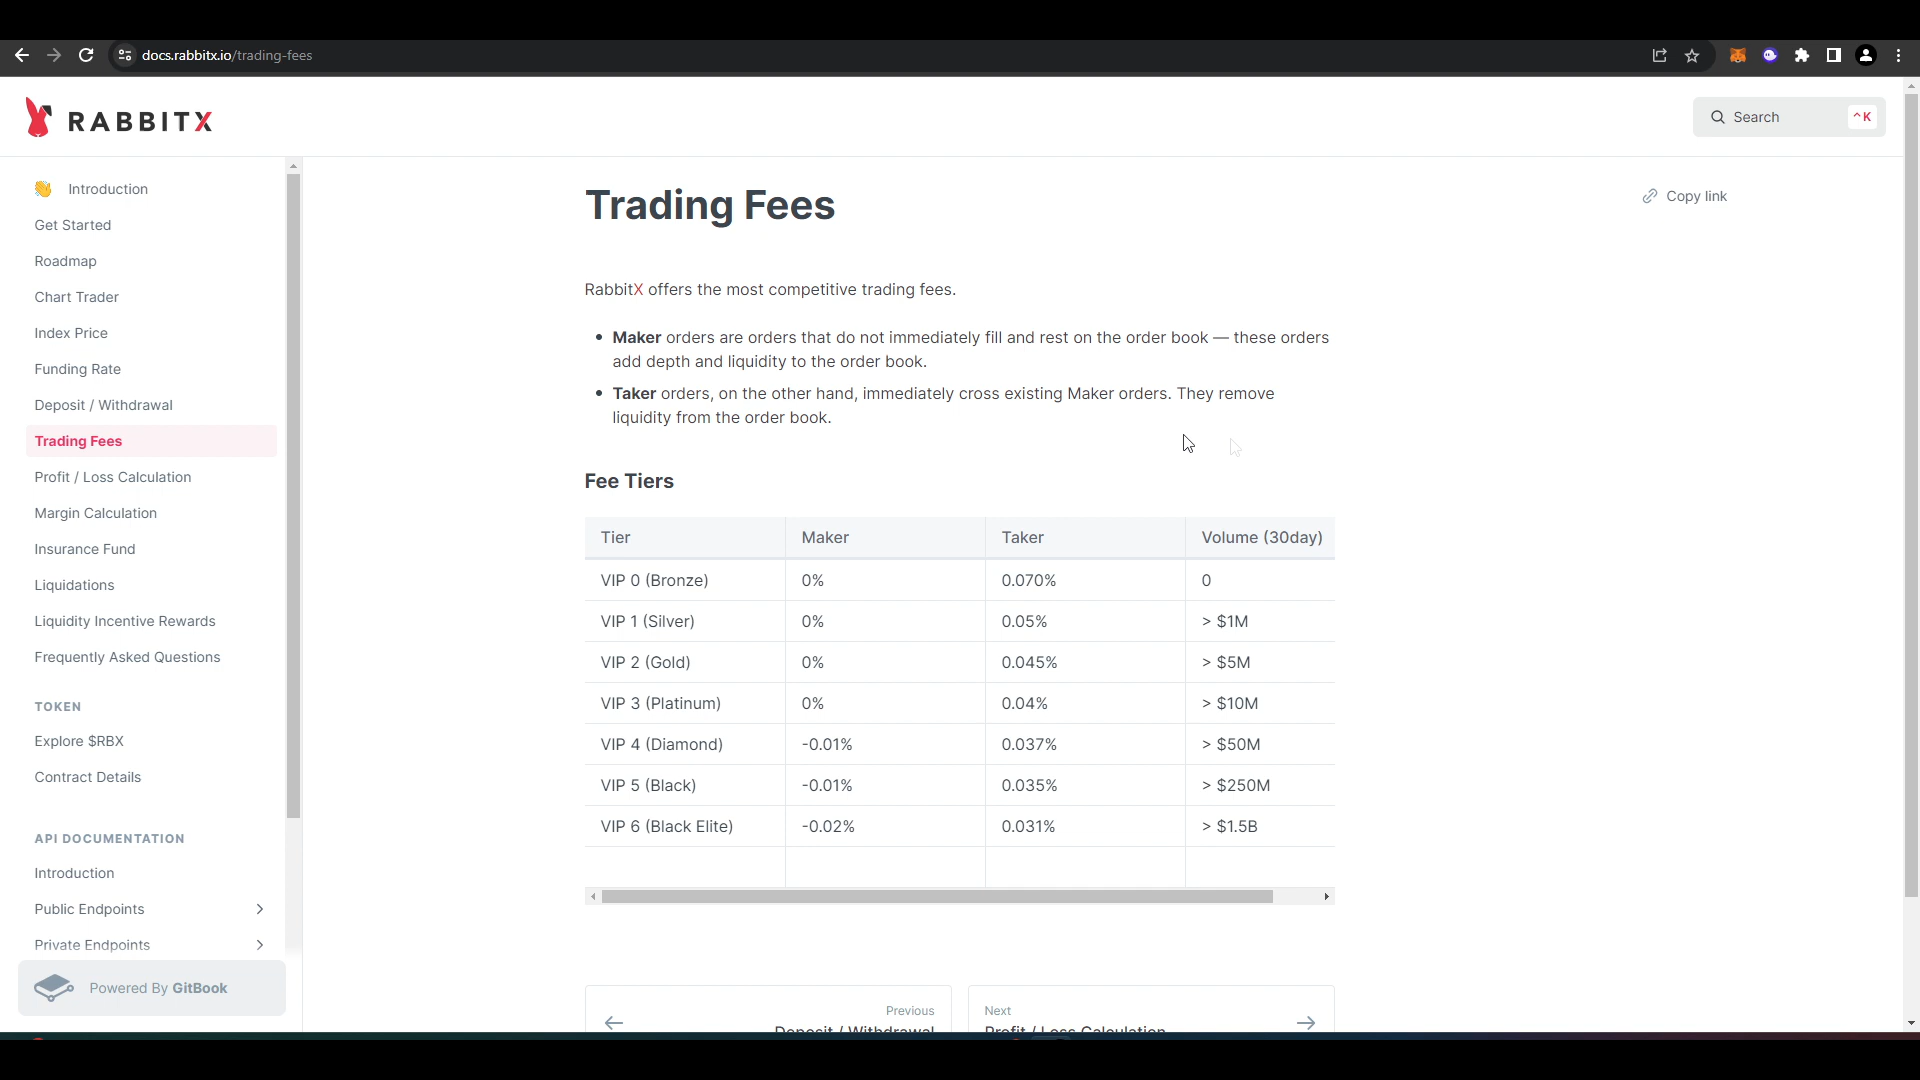 docs.rabbitx.io/trading-fees
RABBITX
Search
^K
Introduction
Get Started
Roadmap
Chart Trader
Index Price
Funding Rate
Deposit / Withdrawal
Trading Fees
Profit / Loss Calculation
Margin Calculation
Insurance Fund
Liquidations
Liquidity Incentive Rewards
Frequently Asked Questions
TOKEN
Explore $RBX
Contract Details
API DOCUMENTATION
Introduction
Public Endpoints
Private Endpoints
Powered By GitBook
Trading Fees
Copy link
RabbitX offers the most competitive trading fees.
• Maker orders are orders that do not immediately fill and rest on the order book — these orders
add depth and liquidity to the order book.
• Taker orders, on the other hand, immediately cross existing Maker orders. They remove
liquidity from the order book.
Fee Tiers
Tier Maker Taker Volume (30day)
VIP 0 (Bronze) 0% 0.070% 0
VIP 1 (Silver) 0% 0.05% > $1M
VIP 2 (Gold) 0% 0.045% > $5M
VIP 3 (Platinum) 0% 0.04% > $10M
VIP 4 (Diamond) -0.01% 0.037% > $50M
VIP 5 (Black) -0.01% 0.035% > $250M
VIP 6 (Black Elite) -0.02% 0.031% > $1.5B
Previous
Deposit / Withdrawal
Next
Profit / Loss Calculation